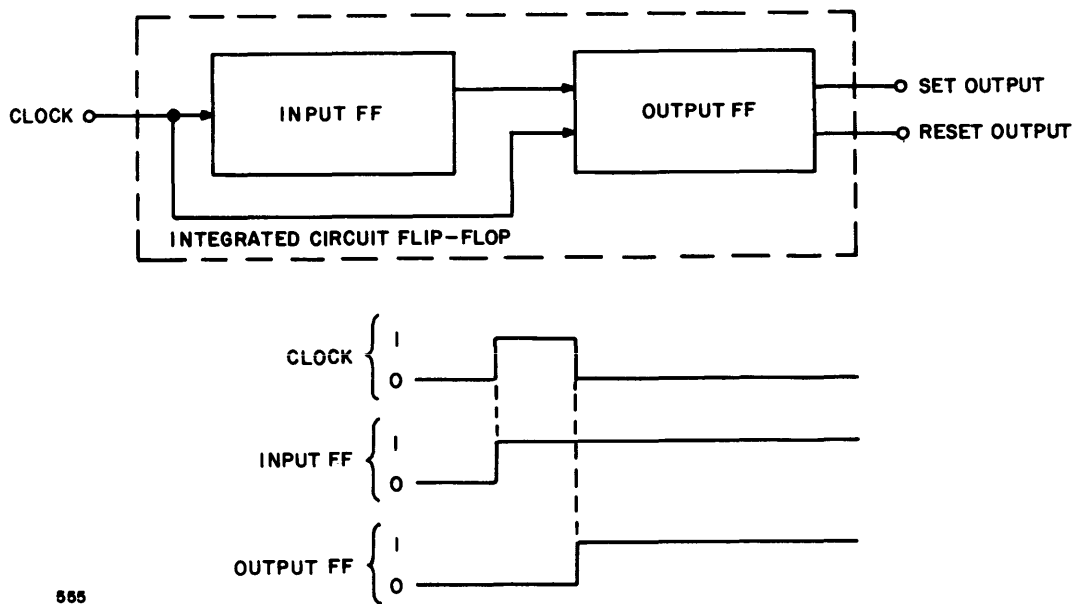 CLOCK
INPUT FF
OUTPUT FF
SET OUTPUT
RESET OUTPUT
INTEGRATED CIRCUIT FLIP-FLOP
CLOCK
1
0
INPUT FF
1
0
OUTPUT FF
1
0
555